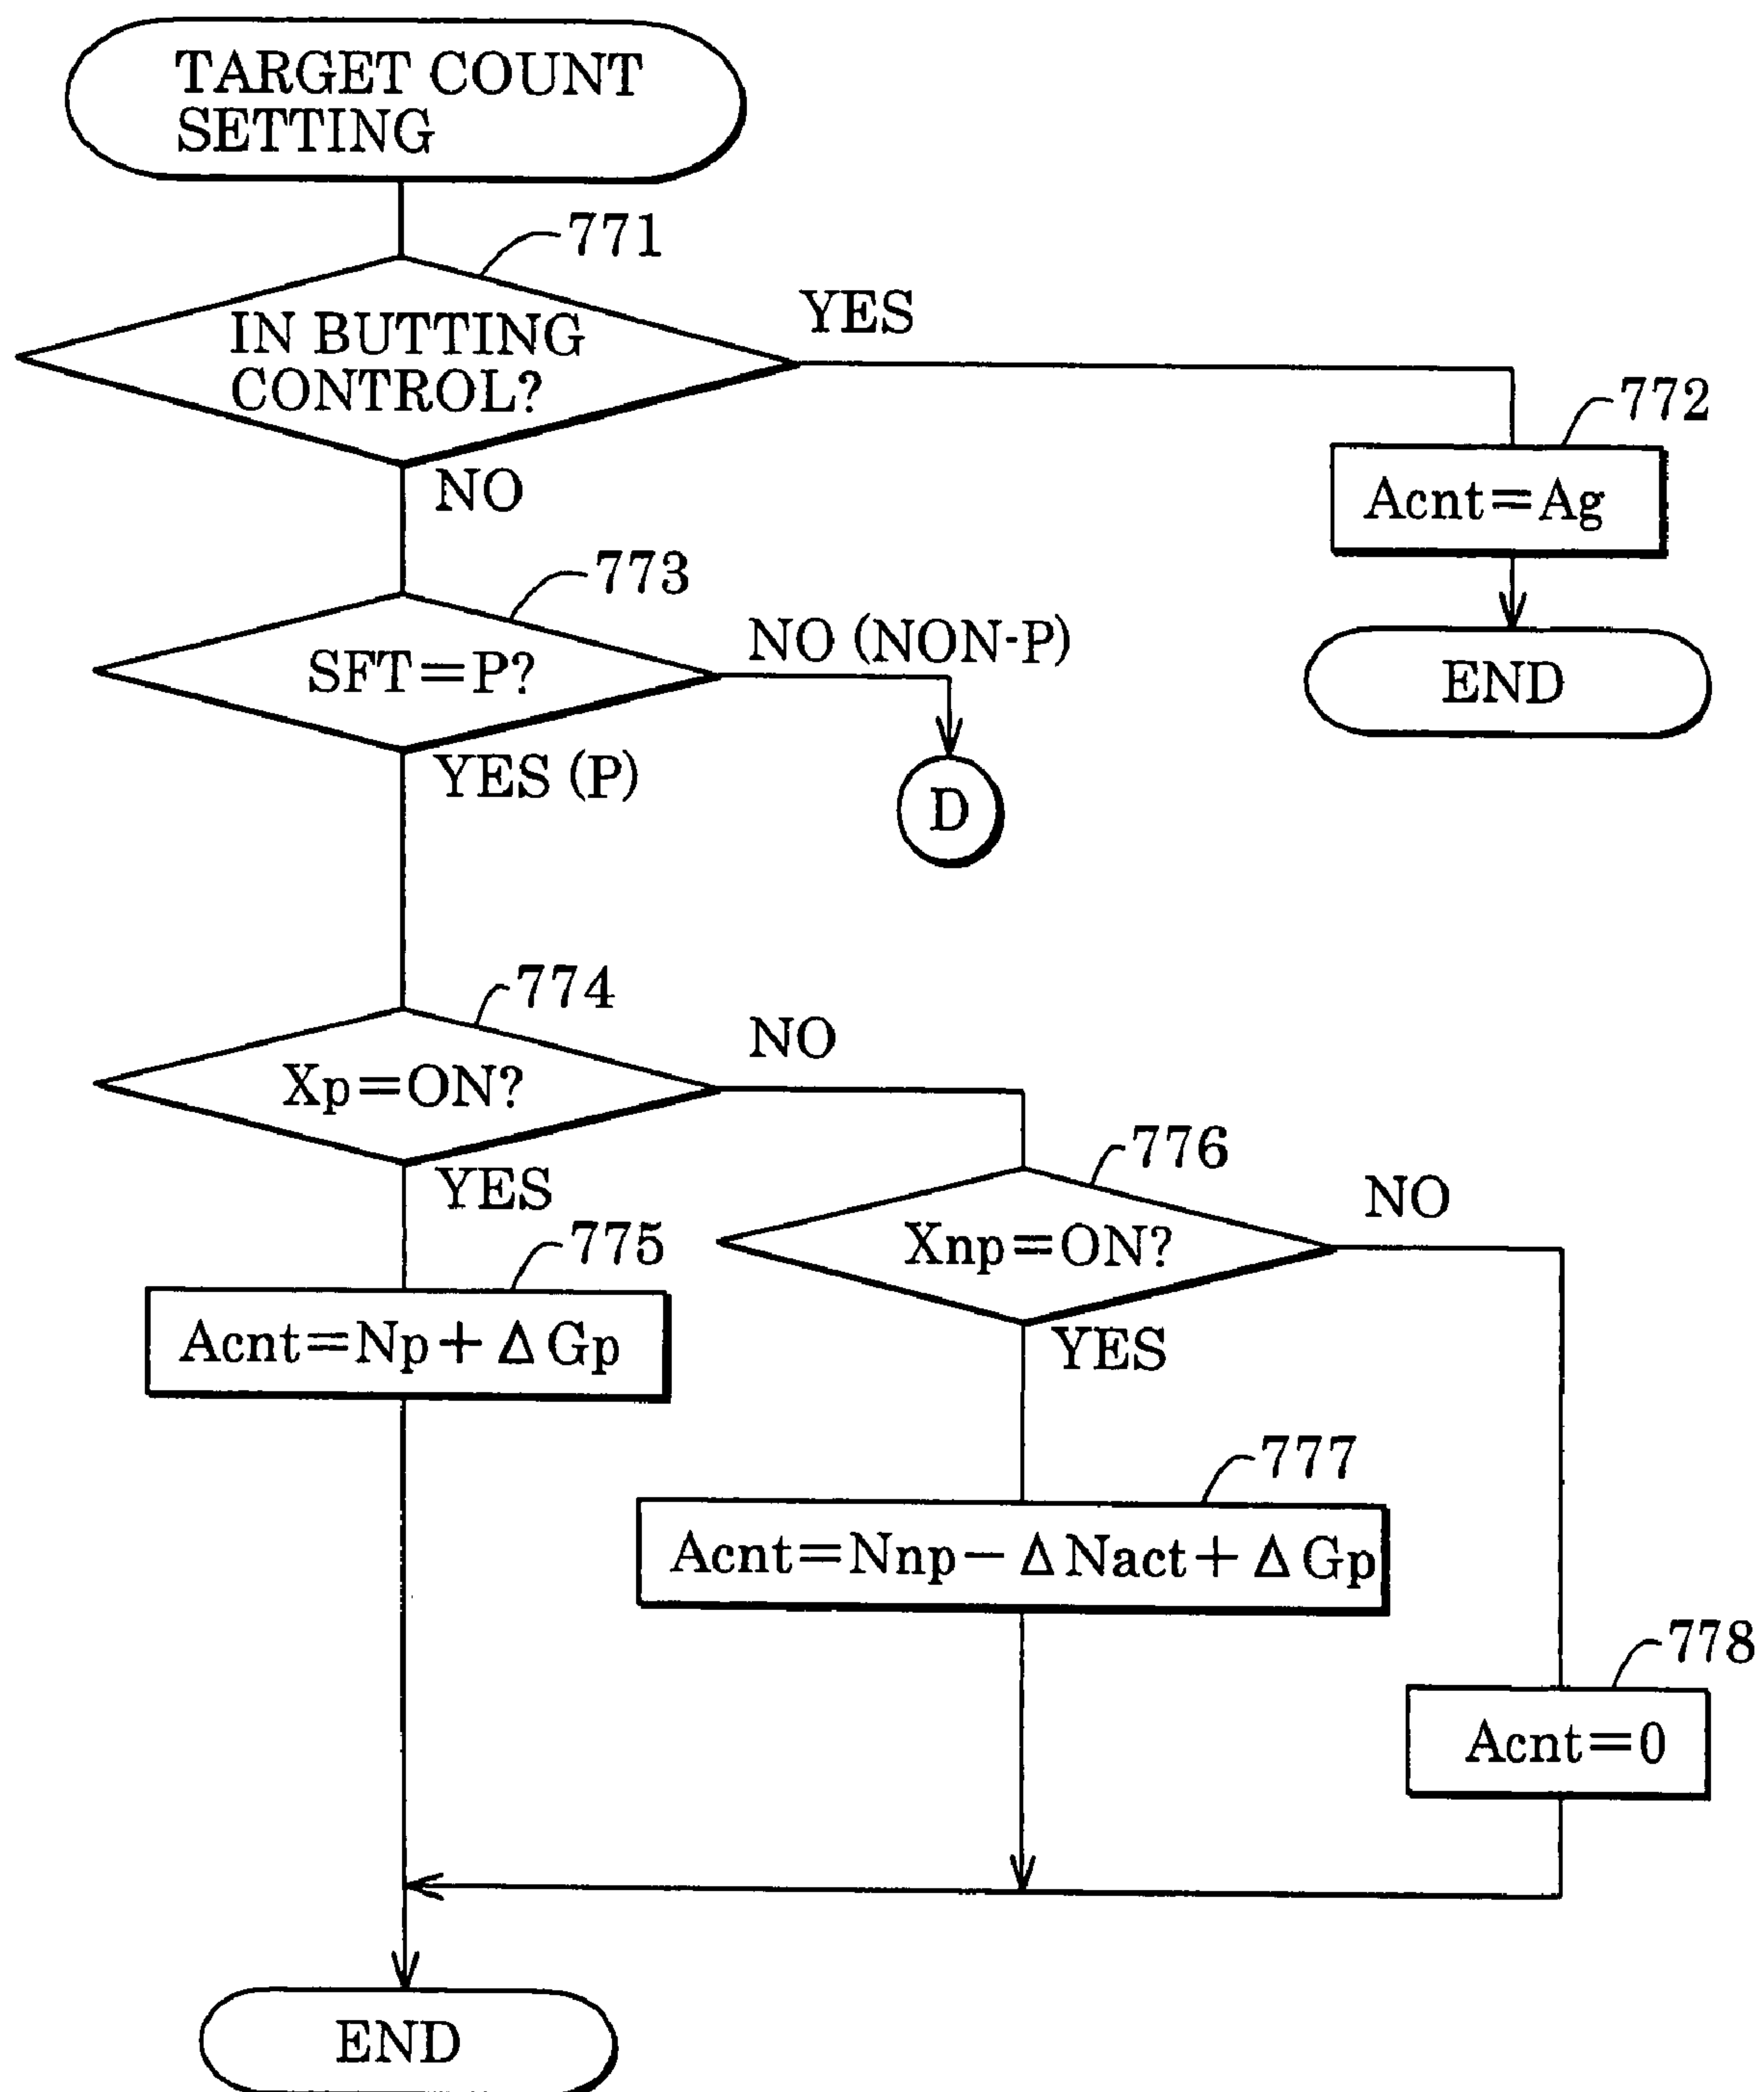 TARGET COUNT
SETTING
771
IN BUTTING
CONTROL?
YES
NO
772
Acnt=Ag
END
773
SFT=P?
NO (NON-P)
D
YES (P)
774
Xp=ON?
NO
YES
775
Acnt=Np+ΔGp
776
Xnp=ON?
NO
YES
777
Acnt=Nnp-ΔNact+ΔGp
778
Acnt=0
END